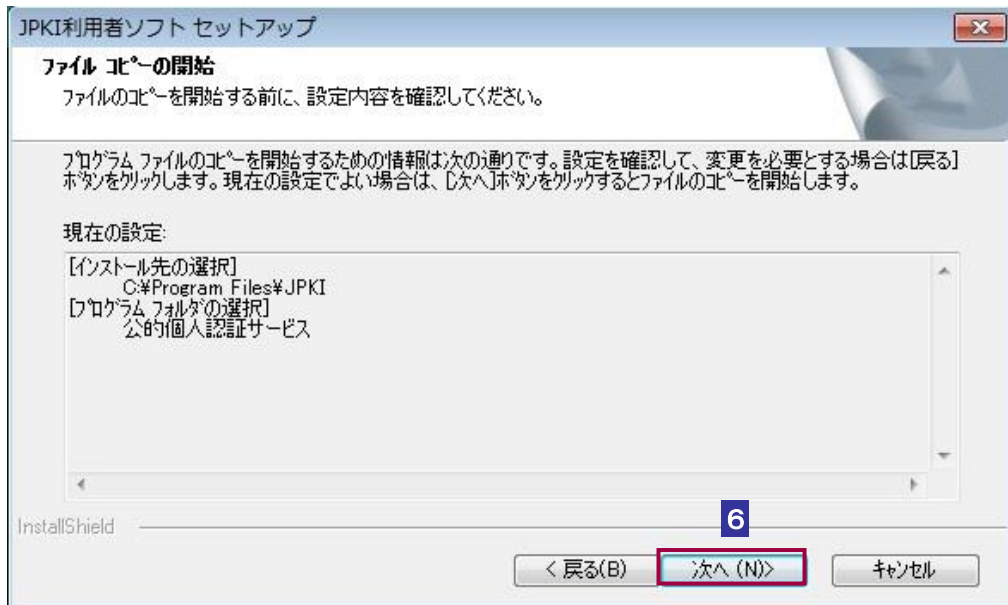 JPKI利用者ソフト セットアップ
ファイル コピーの開始
ファイルのコピーを開始する前に、設定内容を確認してください。
プログラム ファイルのコピーを開始するための情報は次の通りです。設定を確認して、変更を必要とする場合は[戻る]
ボタンをクリックします。現在の設定でよい場合は、[次へ]ボタンをクリックするとファイルのコピーを開始します。
現在の設定:
[インストール先の選択]
C:¥Program Files¥JPKI
[プログラム フォルダの選択]
公的個人認証サービス
InstallShield
6
< 戻る(B)
次へ (N)>
キャンセル